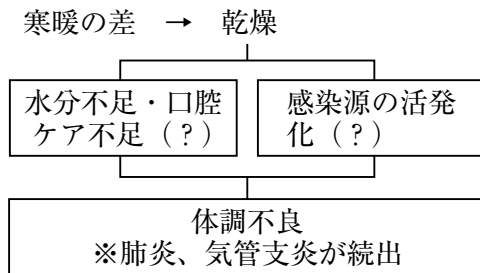 寒暖の差 → 乾燥
水分不足・口腔
ケア不足（？）
感染源の活発
化（？）
体調不良
※肺炎、気管支炎が続出